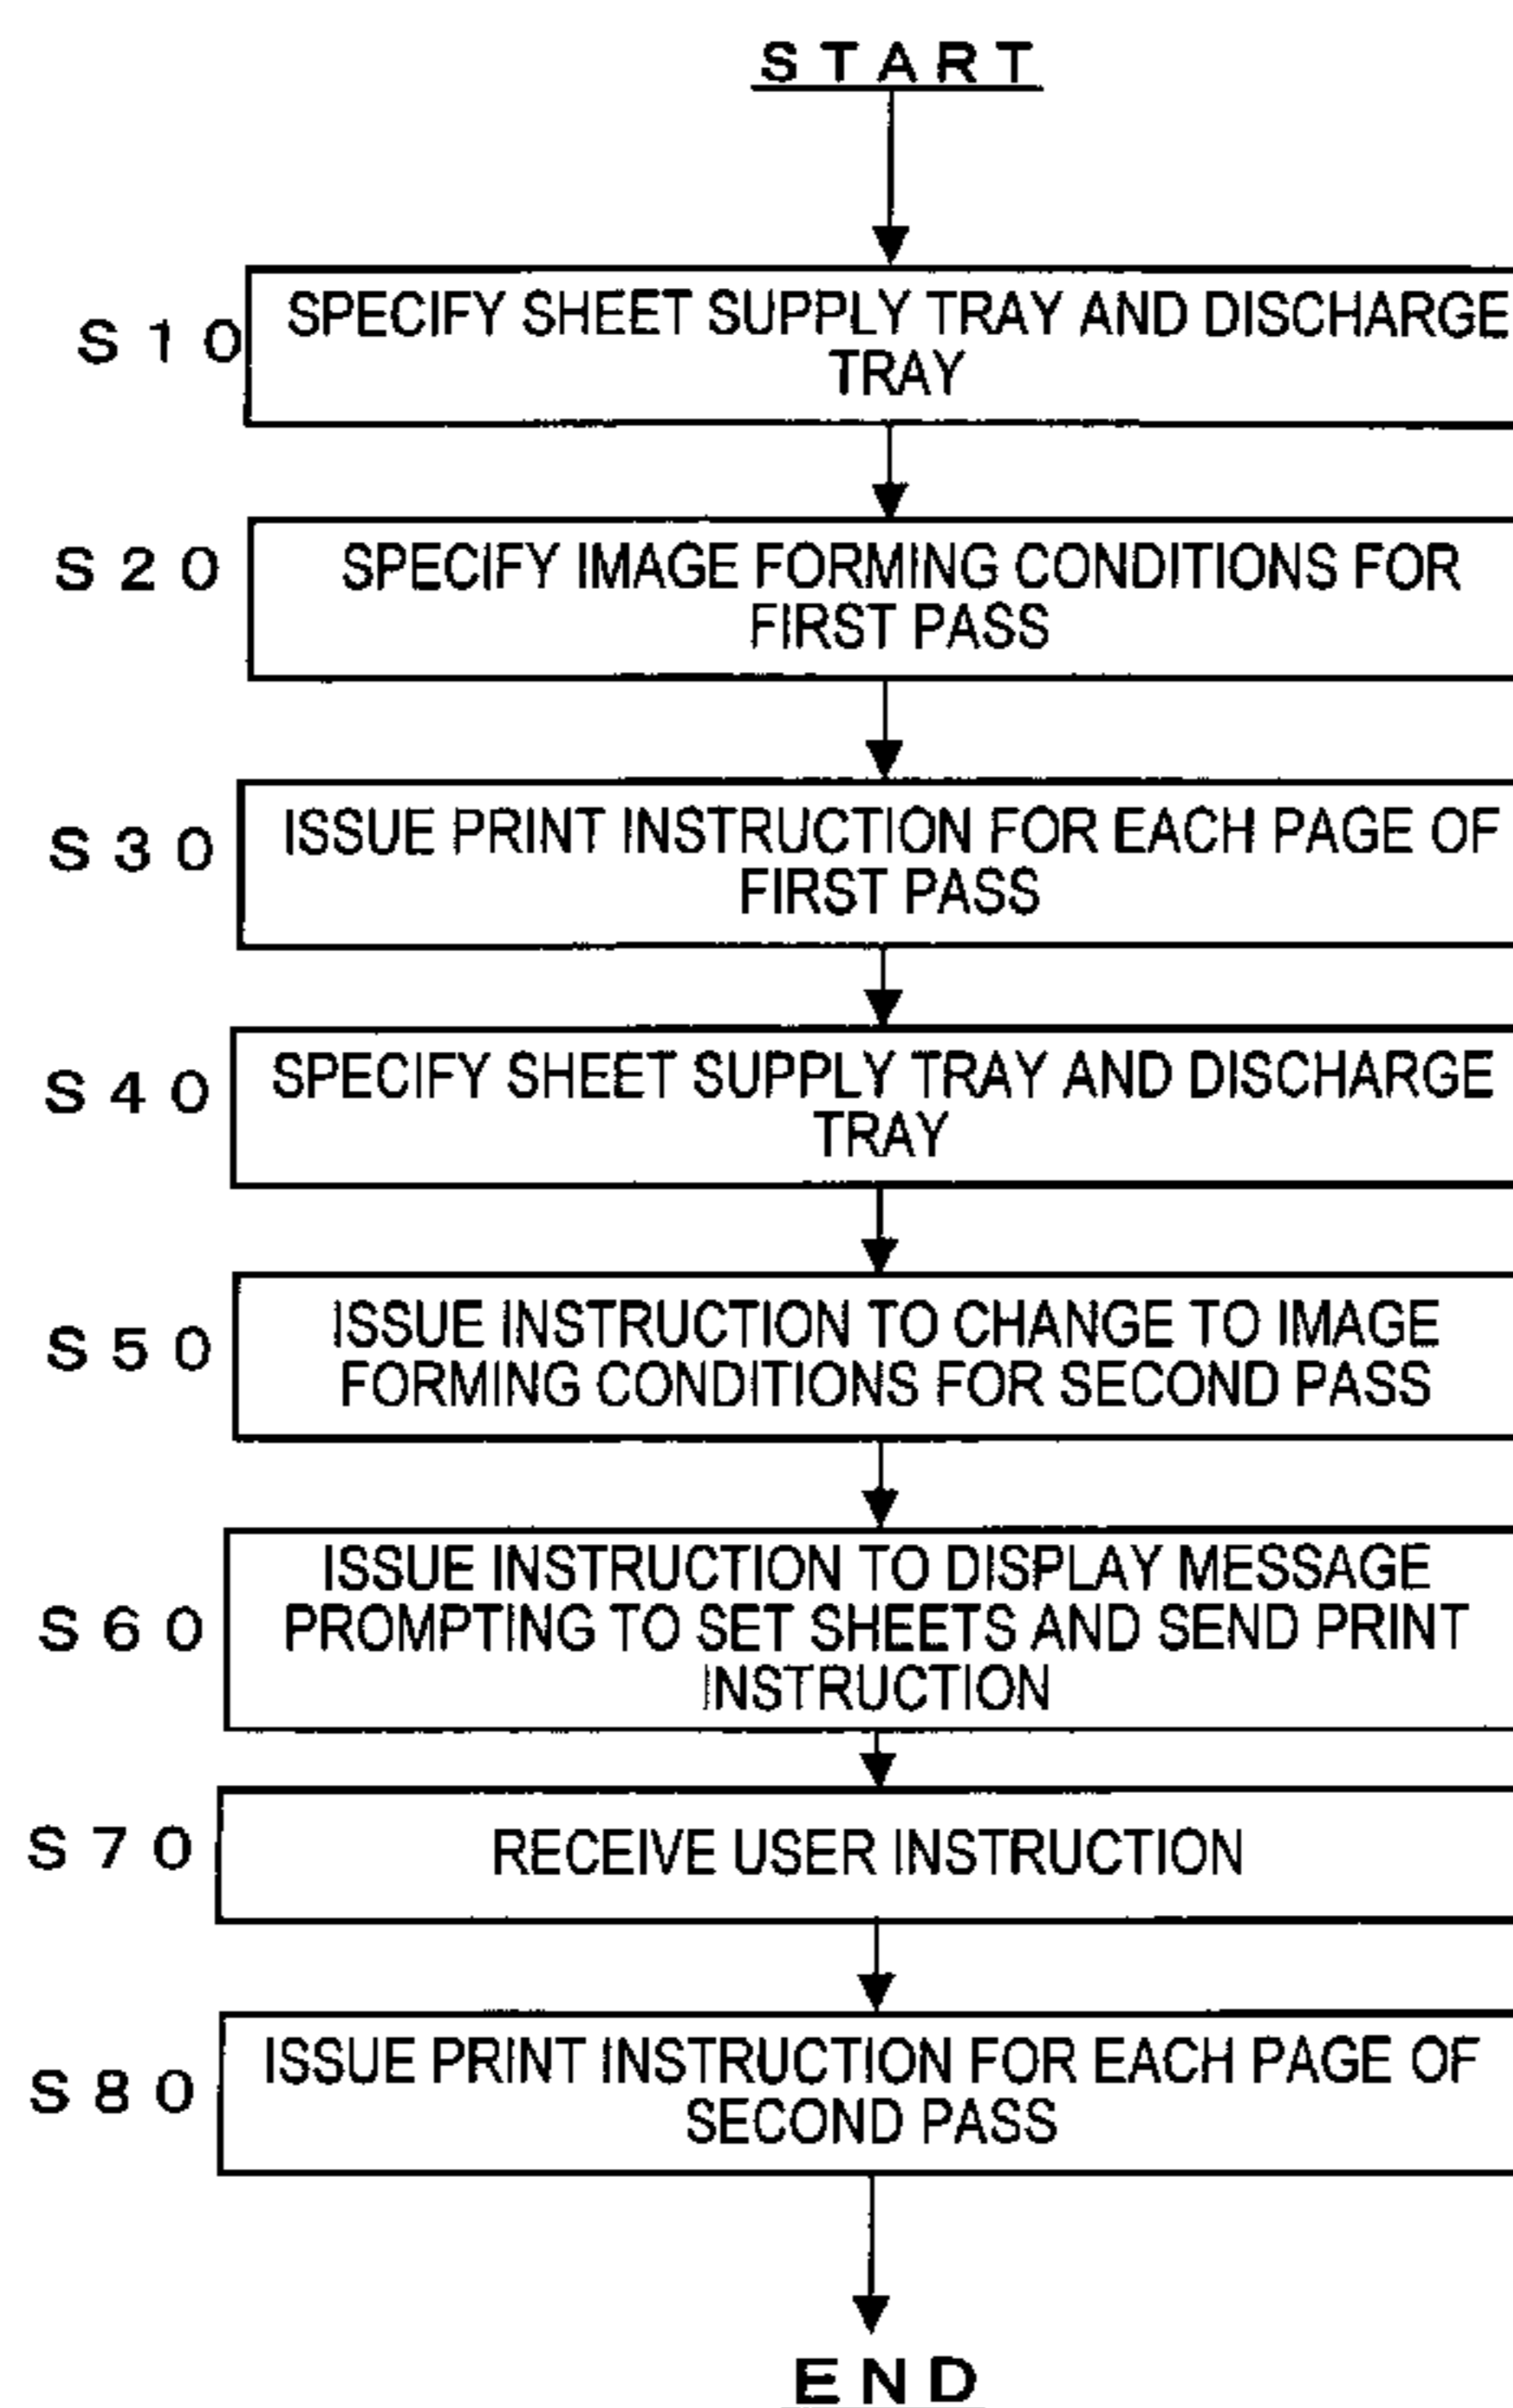 START
S10
SPECIFY SHEET SUPPLY TRAY AND DISCHARGE
TRAY
S20
SPECIFY IMAGE FORMING CONDITIONS FOR
FIRST PASS
S30
ISSUE PRINT INSTRUCTION FOR EACH PAGE OF
FIRST PASS
S40
SPECIFY SHEET SUPPLY TRAY AND DISCHARGE
TRAY
S50
ISSUE INSTRUCTION TO CHANGE TO IMAGE
FORMING CONDITIONS FOR SECOND PASS
S60
ISSUE INSTRUCTION TO DISPLAY MESSAGE
PROMPTING TO SET SHEETS AND SEND PRINT
INSTRUCTION
S70
RECEIVE USER INSTRUCTION
S80
ISSUE PRINT INSTRUCTION FOR EACH PAGE OF
SECOND PASS
END